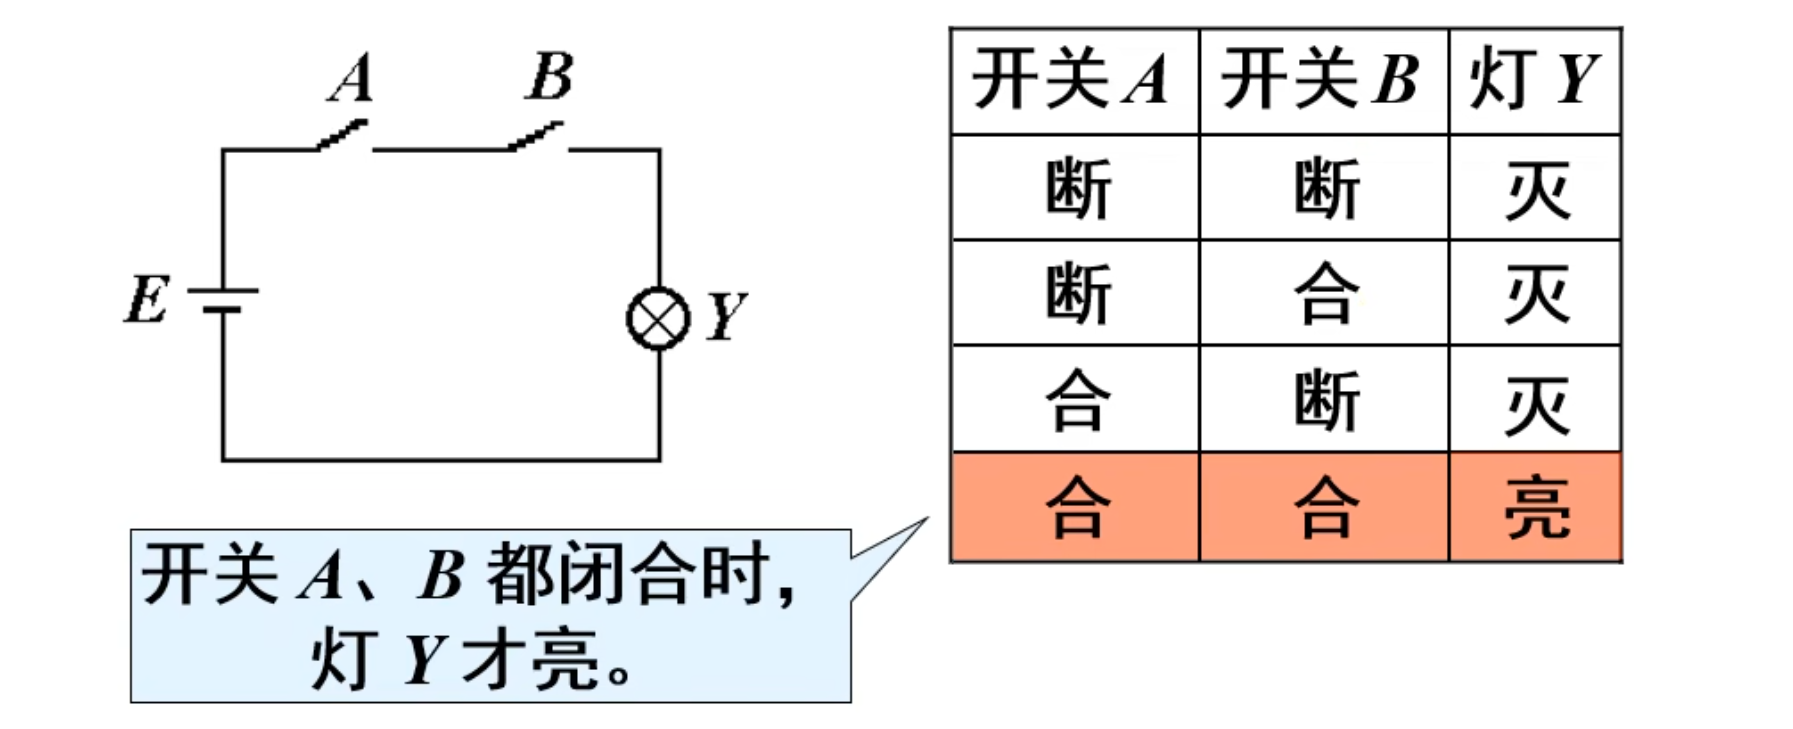 A
B
E
Y
开关 A、B 都闭合时，
灯 Y 才亮。
开关 A 开关 B 灯 Y
断 断 灭
断 合 灭
合 断 灭
合 合 亮